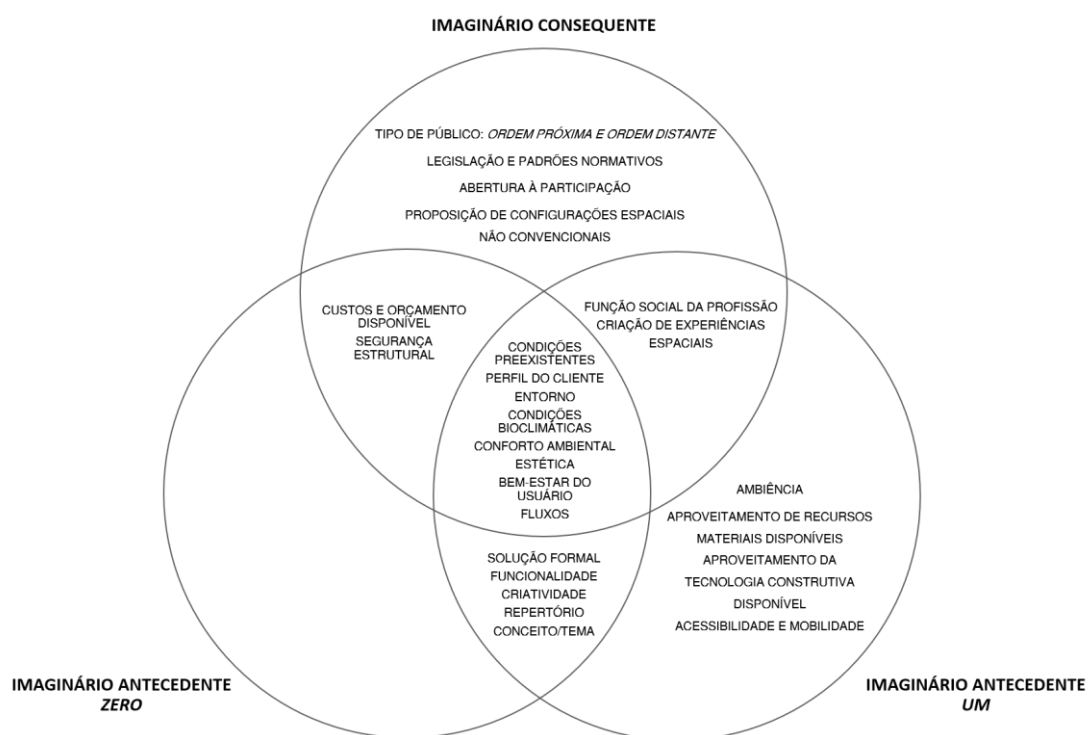 IMAGINÁRIO CONSEQUENTE
TIPO DE PÚBLICO: ORDEM PRÓXIMA E ORDEM DISTANTE
LEGISLAÇÃO E PADRÕES NORMATIVOS
ABERTURA À PARTICIPAÇÃO
PROPOSIÇÃO DE CONFIGURAÇÕES ESPACIAIS
NÃO CONVENCIONAIS
CUSTOS E ORÇAMENTO
DISPONÍVEL
SEGURANÇA
ESTRUTURAL
FUNÇÃO SOCIAL DA PROFISSÃO
CRIAÇÃO DE EXPERIÊNCIAS
ESPACIAIS
CONDIÇÕES
PREEXISTENTES
PERFIL DO CLIENTE
ENTORNO
CONDIÇÕES
BIOCLIMÁTICAS
CONFORTO AMBIENTAL
ESTÉTICA
BEM-ESTAR DO
USUÁRIO
FLUXOS
SOLUÇÃO FORMAL
FUNCIONALIDADE
CRIATIVIDADE
REPERTÓRIO
CONCEITO/TEMA
AMBIÊNCIA
APROVEITAMENTO DE RECURSOS
MATERIAIS DISPONÍVEIS
APROVEITAMENTO DA
TECNOLOGIA CONSTRUTIVA
DISPONÍVEL
ACESSIBILIDADE E MOBILIDADE
IMAGINÁRIO ANTECEDENTE
ZERO
IMAGINÁRIO ANTECEDENTE
UM